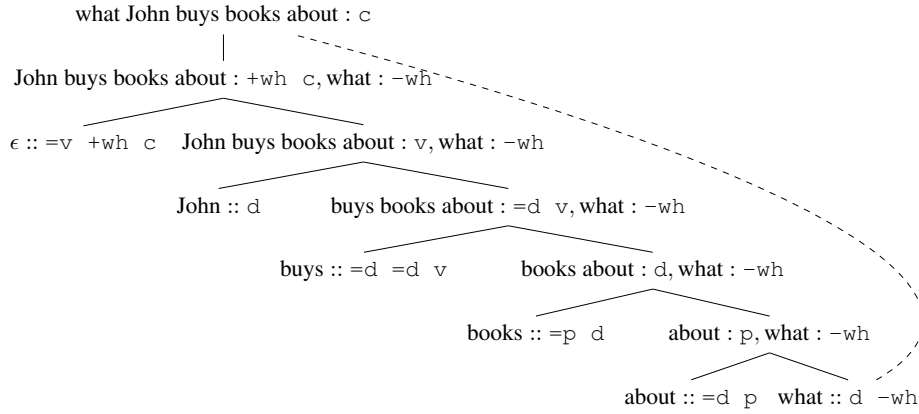 what John buys books about : c
John buys books about : +wh c, what : -wh
ϵ :: =v +wh c John buys books about : v, what : -wh
John :: d buys books about : =d v, what : -wh
buys :: =d =d v books about : d, what : -wh
books :: =p d about : p, what : -wh
about :: =d p what :: d -wh